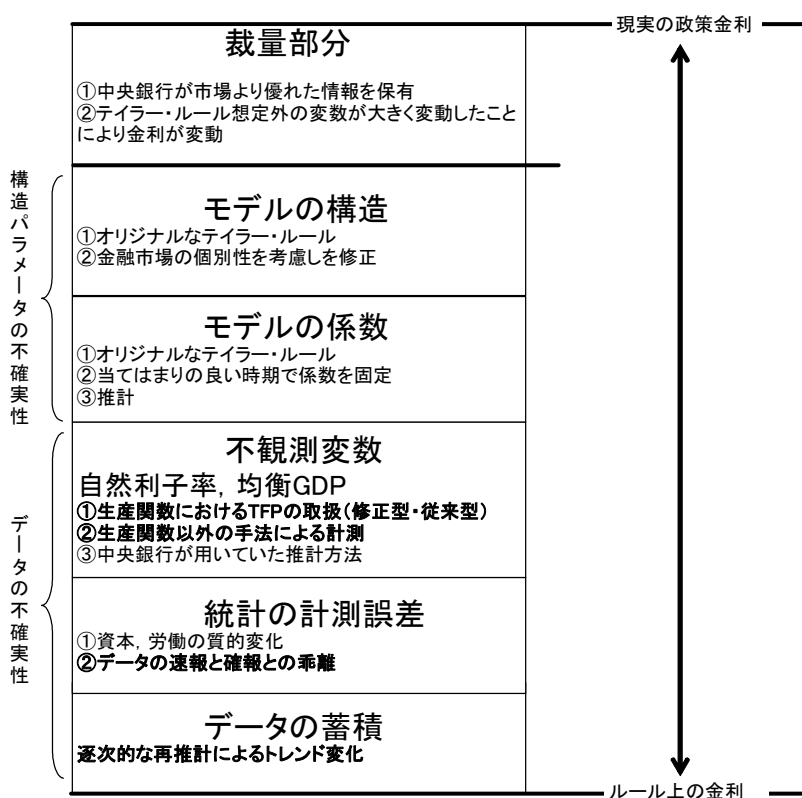 現実の政策金利
裁量部分
①中央銀行が市場より優れた情報を保有
②テイラー・ルール想定外の変数が大きく変動したこと
により金利が変動
構造パラメータの不確実性
モデルの構造
①オリジナルなテイラー・ルール
②金融市場の個別性を考慮しを修正
モデルの係数
①オリジナルなテイラー・ルール
②当てはまりの良い時期で係数を固定
③推計
データの不確実性
不観測変数
自然利子率，均衡GDP
①生産関数におけるTFPの取扱（修正型・従来型）
②生産関数以外の手法による計測
③中央銀行が用いていた推計方法
統計の計測誤差
①資本，労働の質的変化
②データの速報と確報との乖離
データの蓄積
逐次的な再推計によるトレンド変化
ルール上の金利